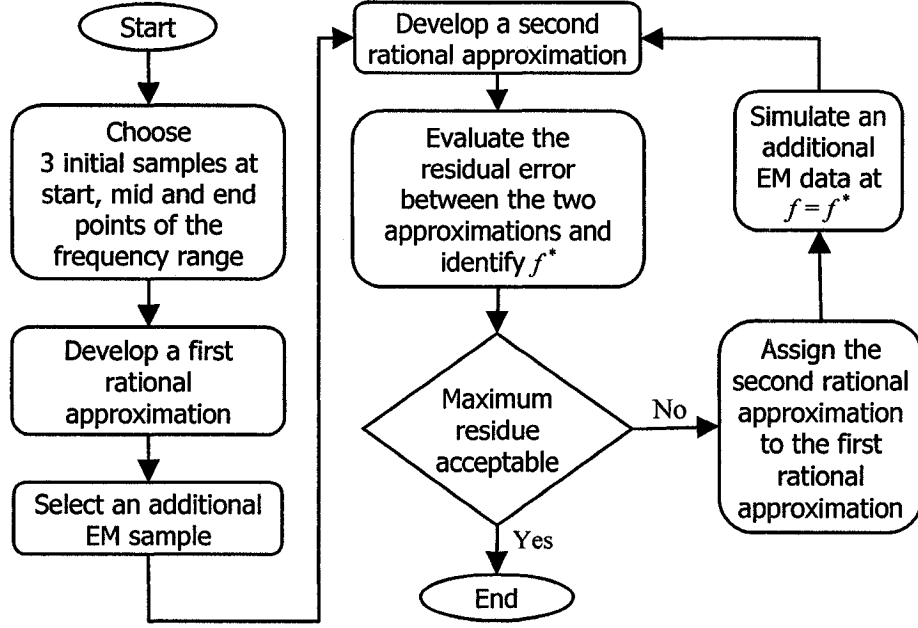 Start
Choose
3 initial samples at
start, mid and end
points of the
frequency range
Develop a first
rational
approximation
Select an additional
EM sample
Develop a second
rational approximation
Evaluate the
residual error
between the two
approximations and
identify f*
Maximum
residue
acceptable
Yes
End
No
Assign the
second rational
approximation
to the first
rational
approximation
Simulate an
additional
EM data at
f = f*